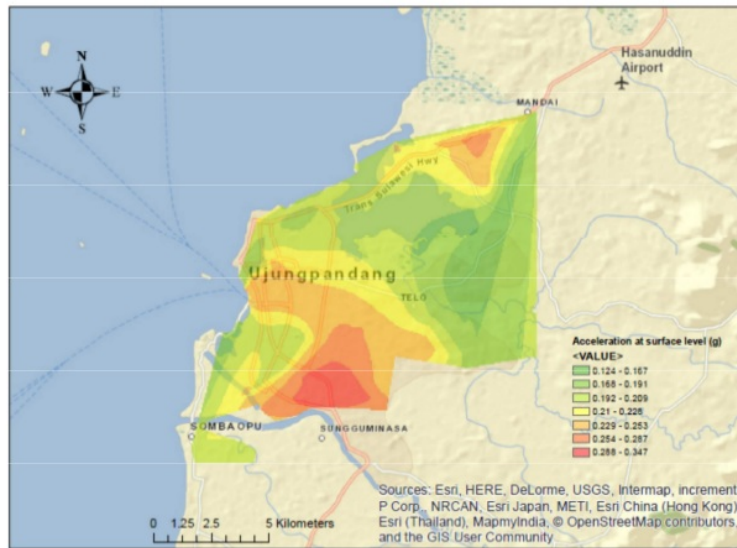 N
W E
S
Hasanuddin
Airport
MANDAI
Trans Sulawesi Hwy
Ujungpandang
TELO
SOMBAOPU
SUNGGUMINASA
Acceleration at surface level (g)
<VALUE>
0.124 - 0.167
0.168 - 0.191
0.192 - 0.209
0.21 - 0.228
0.229 - 0.253
0.254 - 0.287
0.288 - 0.347
0 1.25 2.5 5 Kilometers
Sources: Esri, HERE, DeLorme, USGS, Intermap, increment
P Corp., NRCAN, Esri Japan, METI, Esri China (Hong Kong)
Esri (Thailand), MapmyIndia, © OpenStreetMap contributors,
and the GIS User Community